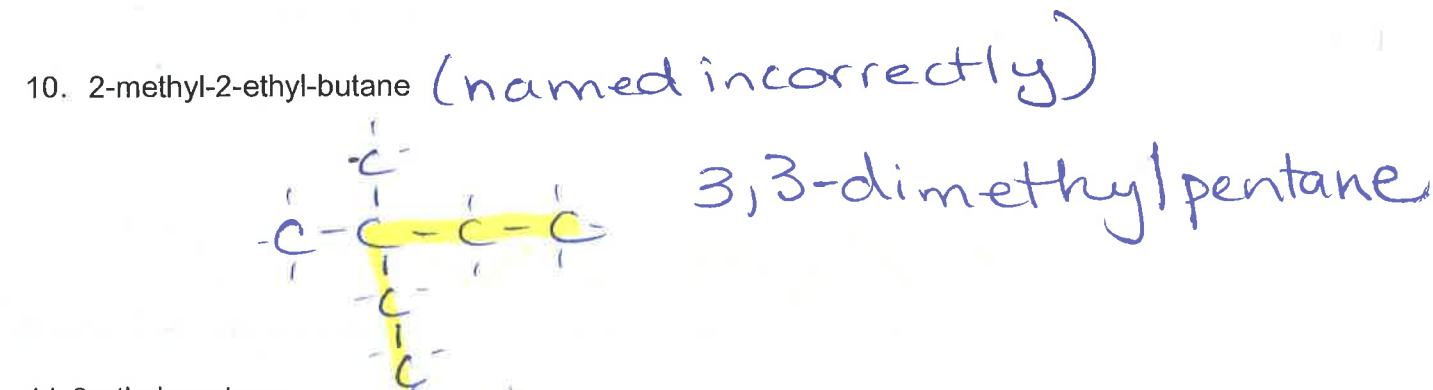 10. 2-methyl-2-ethyl-butane (named incorrectly)
3,3-dimethylpentane
C
C - C - C - C
C
C